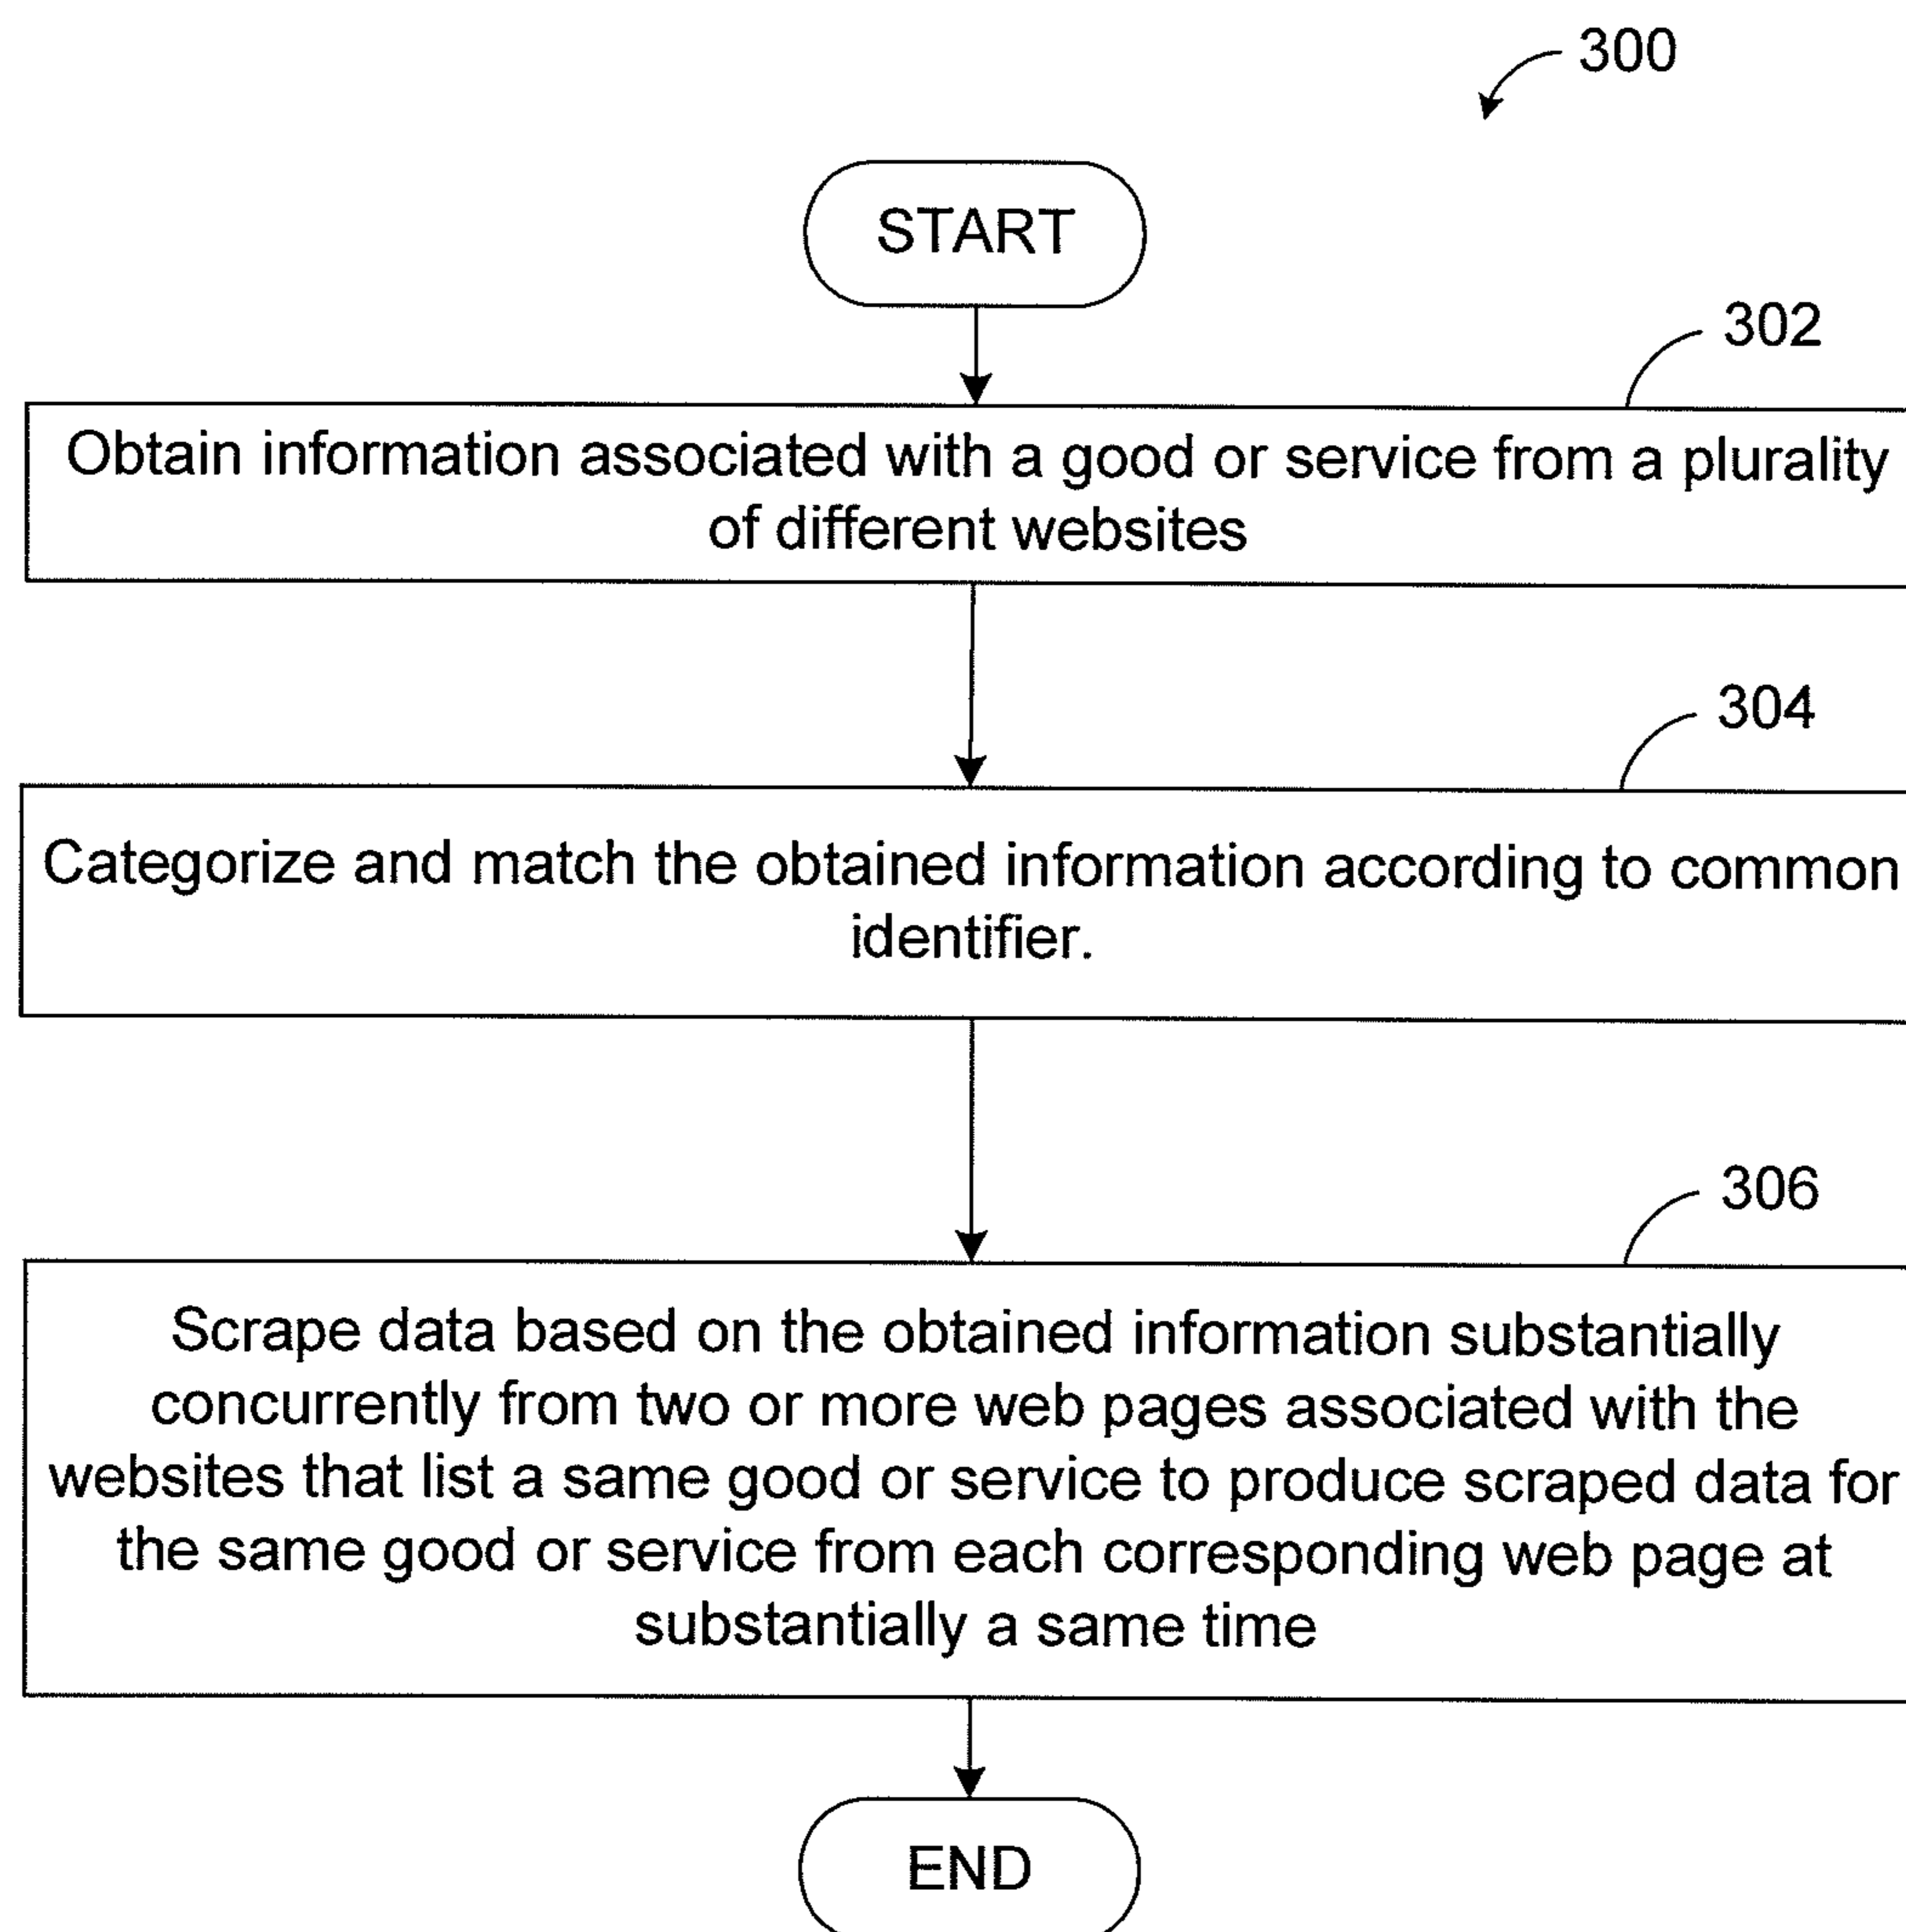 300
START
302
Obtain information associated with a good or service from a plurality
of different websites
304
Categorize and match the obtained information according to common
identifier.
306
Scrape data based on the obtained information substantially
concurrently from two or more web pages associated with the
websites that list a same good or service to produce scraped data for
the same good or service from each corresponding web page at
substantially a same time
END